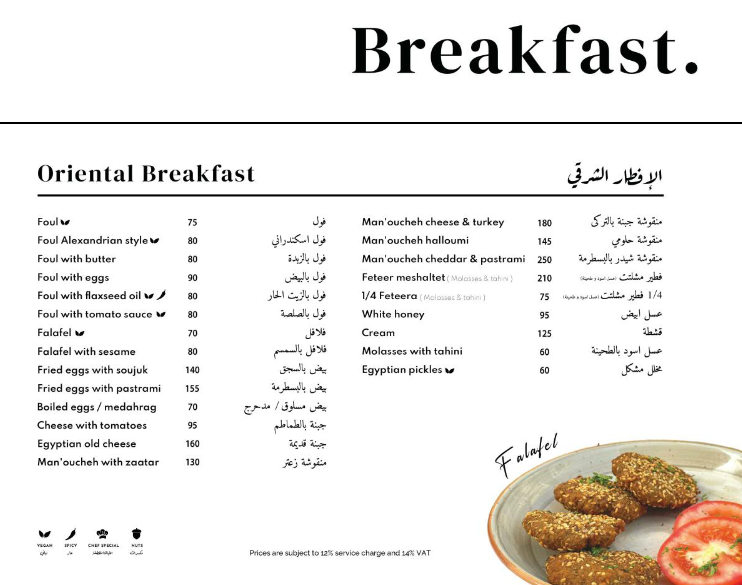 Breakfast.
Oriental Breakfast الإفطار الشرقي
Foul 75 فول
Foul Alexandrian style 80 فول اسكندراني
Foul with butter 80 فول بالزبدة
Foul with eggs 90 فول بالبيض
Foul with flaxseed oil 80 فول بالزيت الحار
Foul with tomato sauce 80 فول بالصلصة
Falafel 70 فلافل
Falafel with sesame 80 فلافل بالسمسم
Fried eggs with soujuk 140 بيض بالسجق
Fried eggs with pastrami 155 بيض بالبسطرمة
Boiled eggs / medahrag 70 بيض مسلوق / مدحرج
Cheese with tomatoes 95 جبنة بالطماطم
Egyptian old cheese 160 جبنة قديمة
Man'oucheh with zaatar 130 منقوشة زعتر
Man'oucheh cheese & turkey 180 منقوشة جبنة بالتركي
Man'oucheh halloumi 145 منقوشة حلومي
Man'oucheh cheddar & pastrami 250 منقوشة شيدر بالبسطرمة
Feteer meshaltet ( Molasses & tahini ) 210 فطير مشلتت (عسل اسود و طحينة)
1/4 Feteera ( Molasses & tahini ) 75 1/4 فطير مشلتت (عسل اسود و طحينة)
White honey 95 عسل ابيض
Cream 125 قشطة
Molasses with tahini 60 عسل اسود بالطحينة
Egyptian pickles 60 مخلل مشكل
Falafel
VEGAN SPICY CHEF SPECIAL NUTS
Prices are subject to 12% service charge and 14% VAT